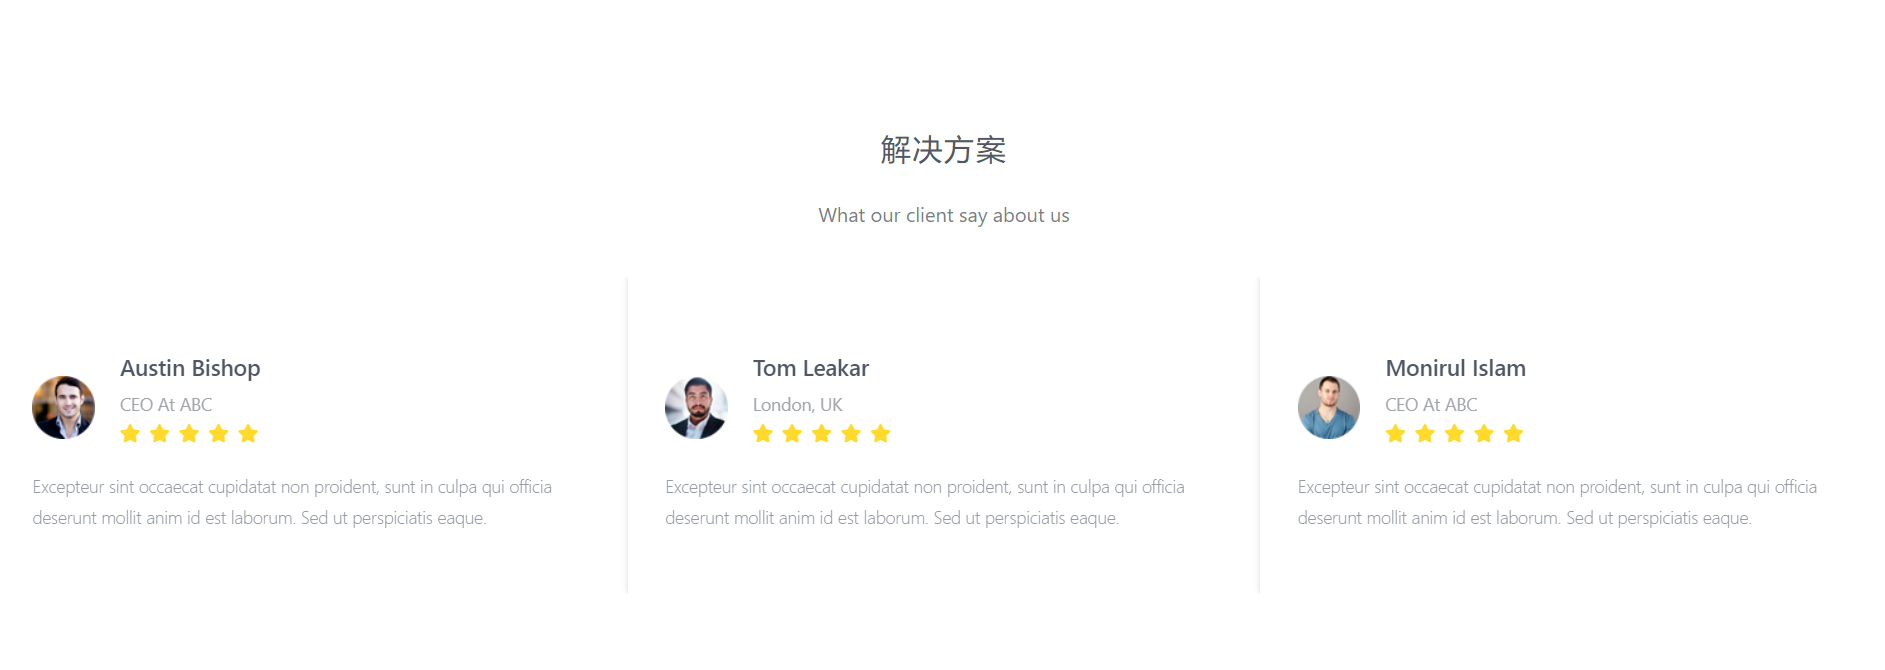 解决方案
What our client say about us
Austin Bishop
CEO At ABC
Excepteur sint occaecat cupidatat non proident, sunt in culpa qui officia
deserunt mollit anim id est laborum. Sed ut perspiciatis eaque.
Tom Leakar
London, UK
Excepteur sint occaecat cupidatat non proident, sunt in culpa qui officia
deserunt mollit anim id est laborum. Sed ut perspiciatis eaque.
Monirul Islam
CEO At ABC
Excepteur sint occaecat cupidatat non proident, sunt in culpa qui officia
deserunt mollit anim id est laborum. Sed ut perspiciatis eaque.